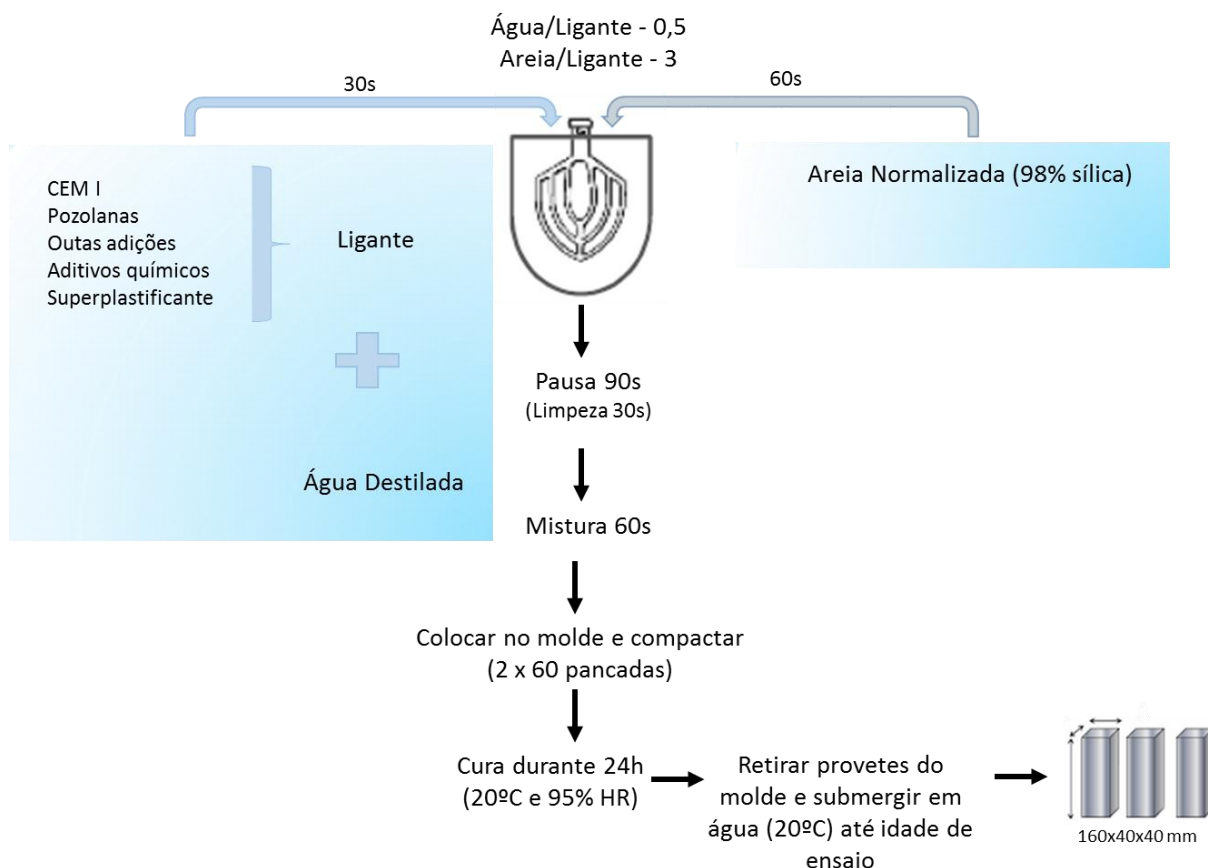 Água/Ligante - 0,5
Areia/Ligante - 3
30s
60s
CEM I
Pozolanas
Outas adições
Aditivos químicos
Superplastificante
Ligante
Água Destilada
Areia Normalizada (98% sílica)
Pausa 90s
(Limpeza 30s)
Mistura 60s
Colocar no molde e compactar
(2 x 60 pancadas)
Cura durante 24h
(20ºC e 95% HR)
Retirar provetes do
molde e submergir em
água (20ºC) até idade de
ensaio
160x40x40 mm